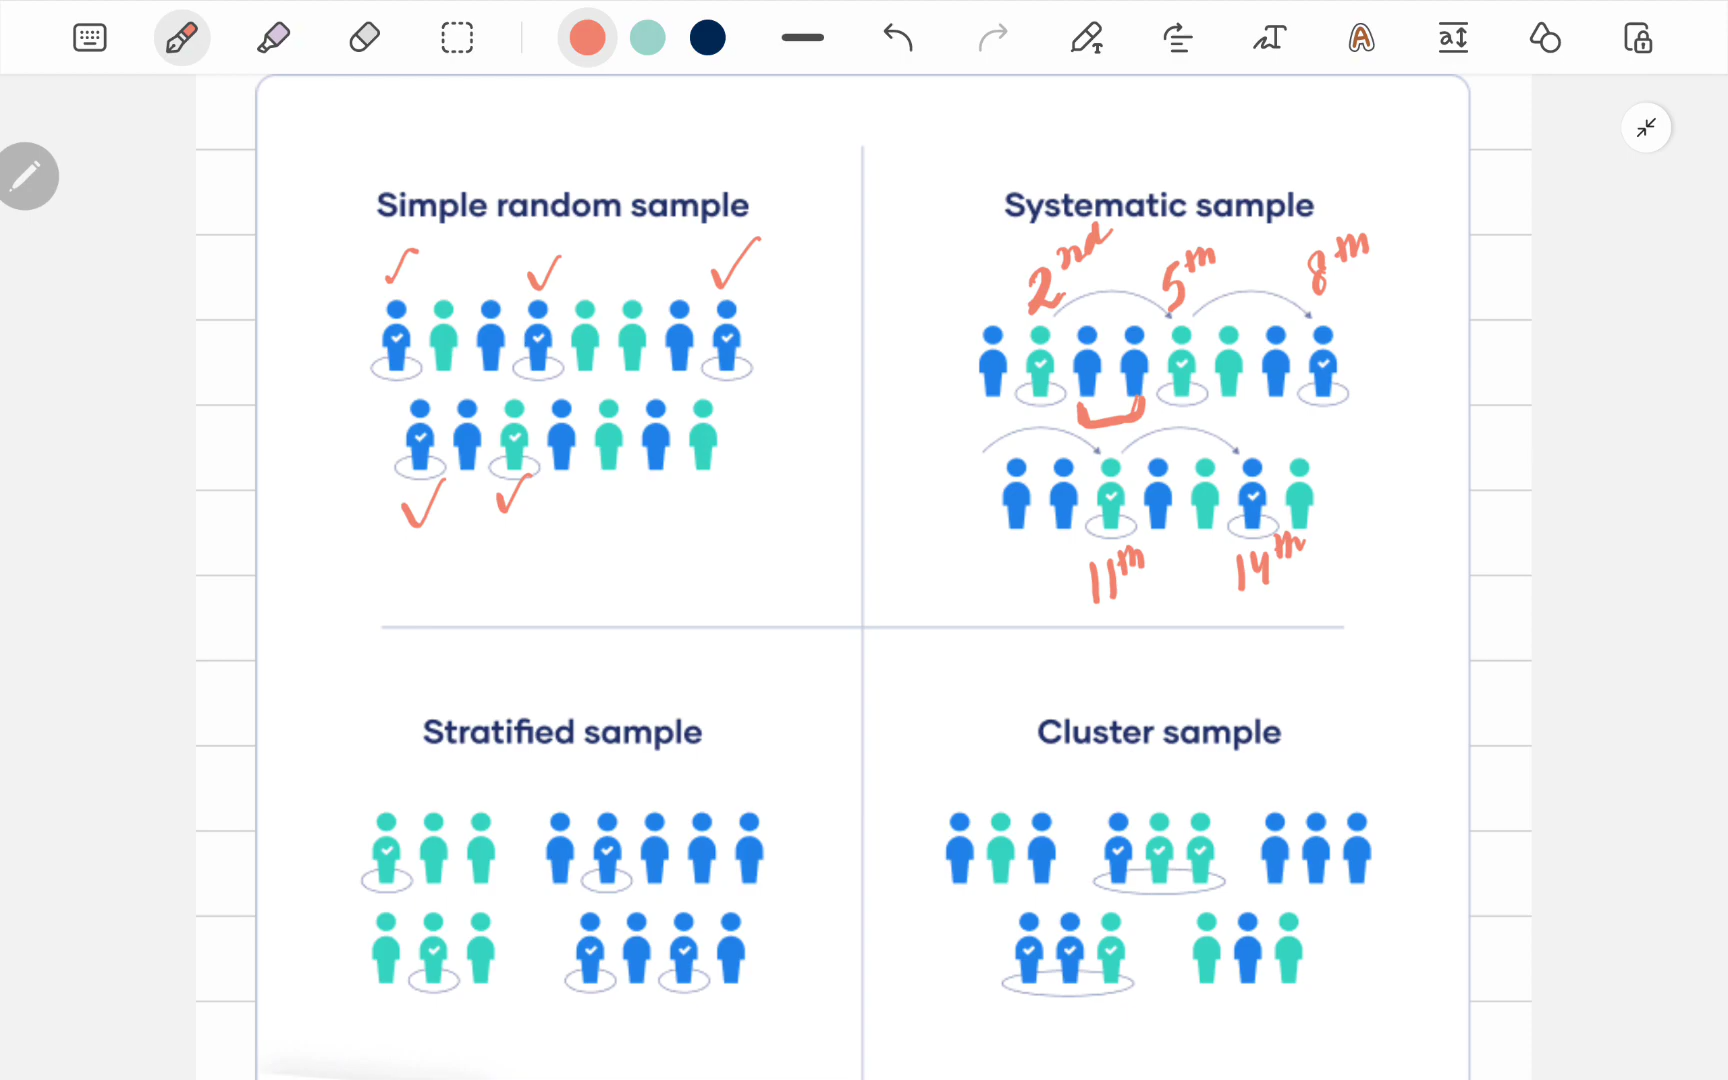 Simple random sample
Systematic sample
2nd 5th 8th
11th 14th
Stratified sample
Cluster sample